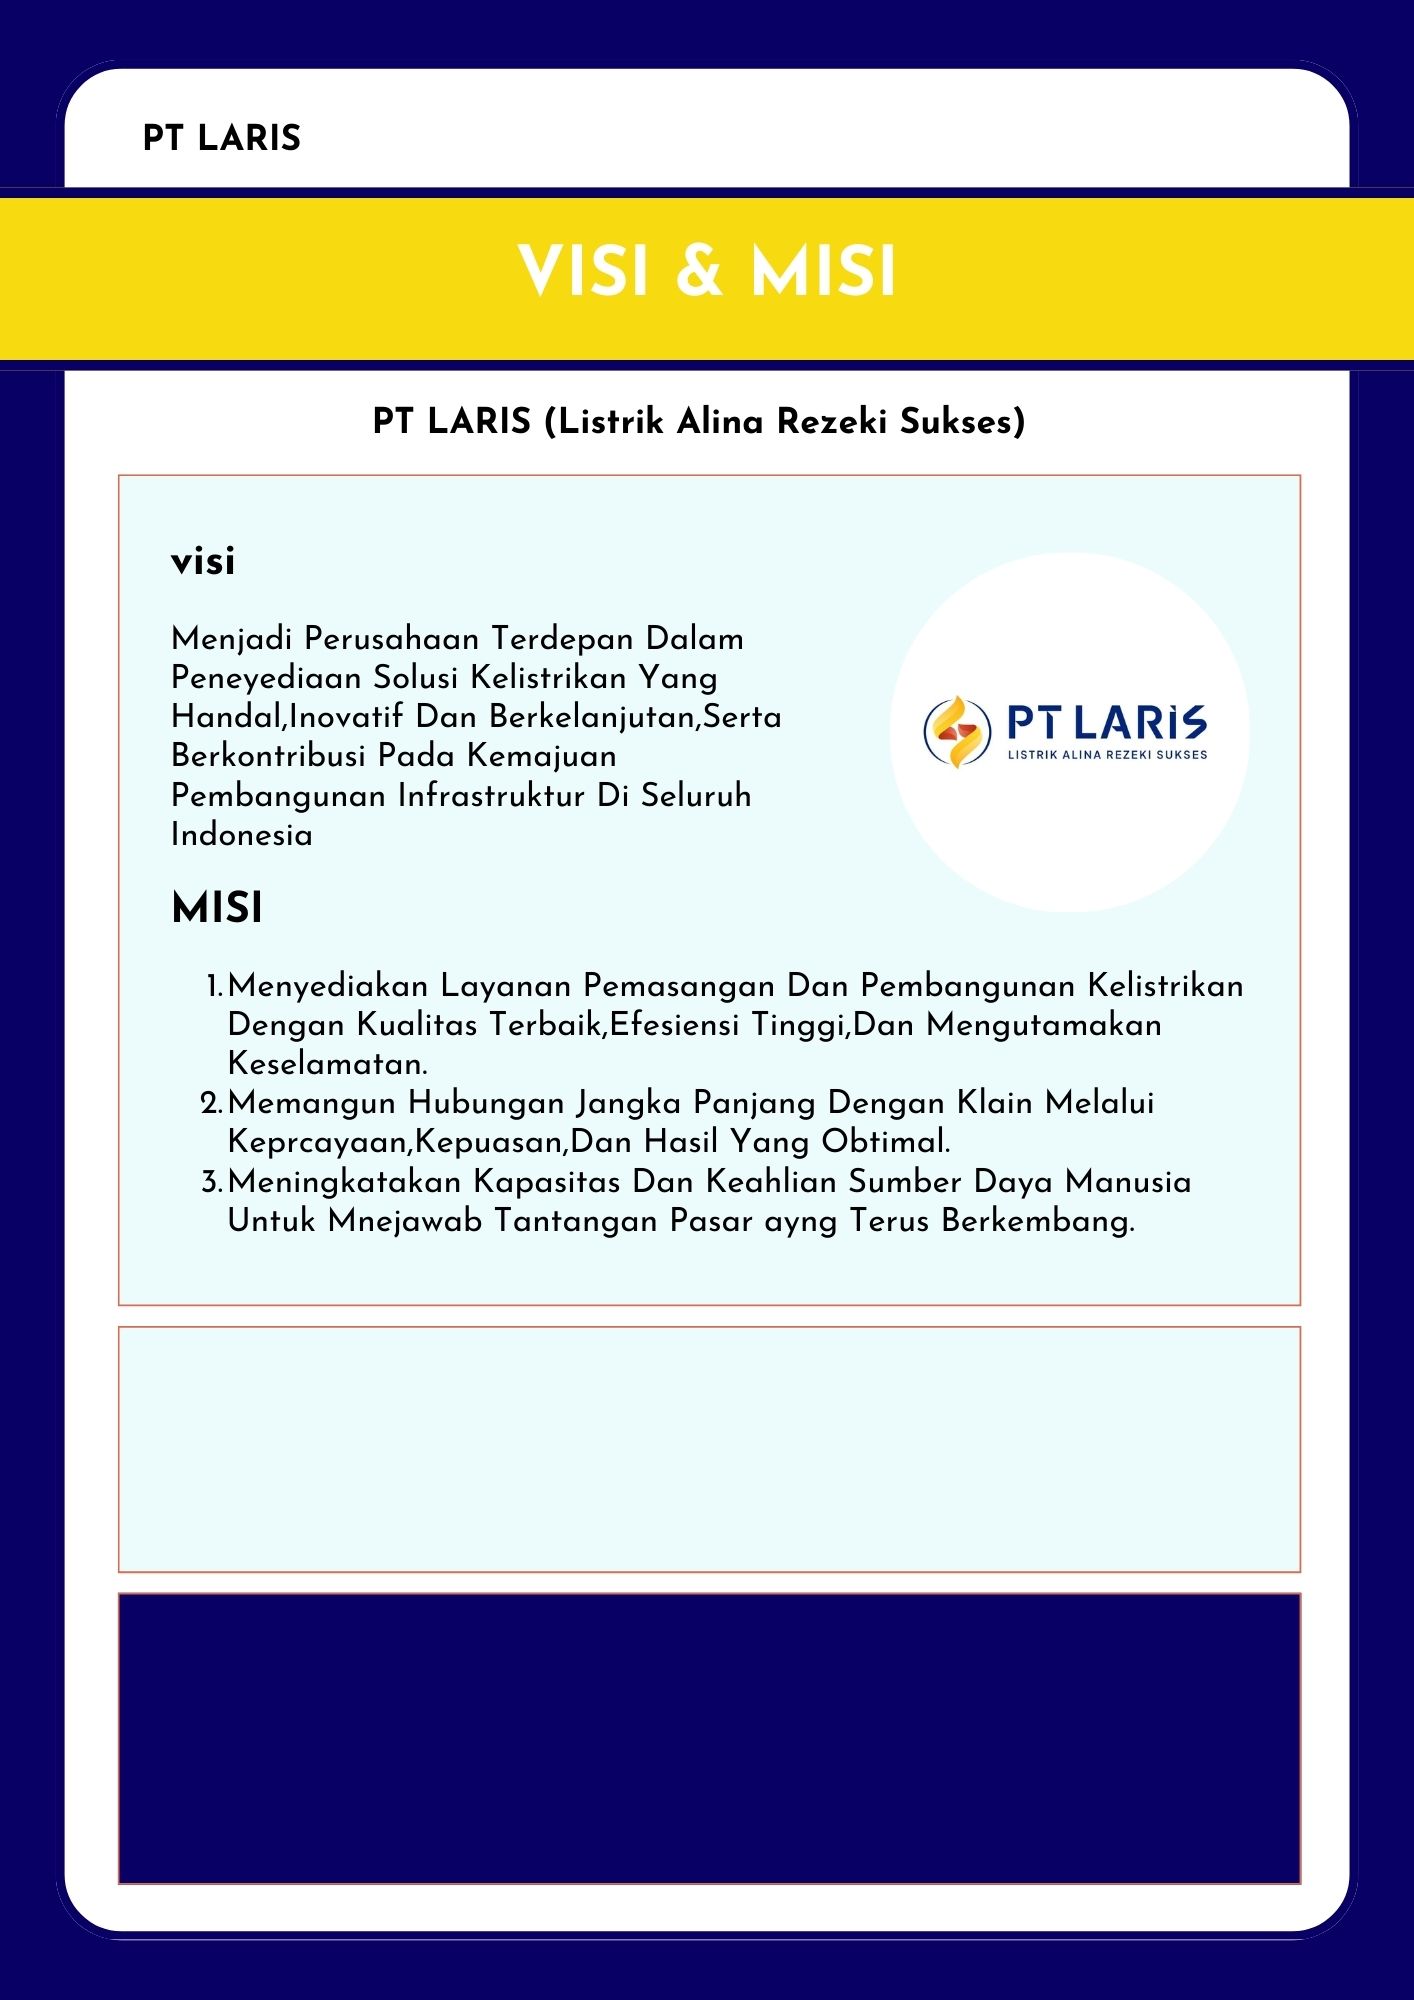 PT LARIS
VISI & MISI
PT LARIS (Listrik Alina Rezeki Sukses)
visi
Menjadi Perusahaan Terdepan Dalam
Peneyediaan Solusi Kelistrikan Yang
Handal,Inovatif Dan Berkelanjutan,Serta
Berkontribusi Pada Kemajuan
Pembangunan Infrastruktur Di Seluruh
Indonesia
PT LARIS
LISTRIK ALINA REZEKI SUKSES
MISI
1. Menyediakan Layanan Pemasangan Dan Pembangunan Kelistrikan
Dengan Kualitas Terbaik,Efesiensi Tinggi,Dan Mengutamakan
Keselamatan.
2. Memangun Hubungan Jangka Panjang Dengan Klain Melalui
Keprcayaan,Kepuasan,Dan Hasil Yang Obtimal.
3. Meningkatakan Kapasitas Dan Keahlian Sumber Daya Manusia
Untuk Mnejawab Tantangan Pasar ayng Terus Berkembang.